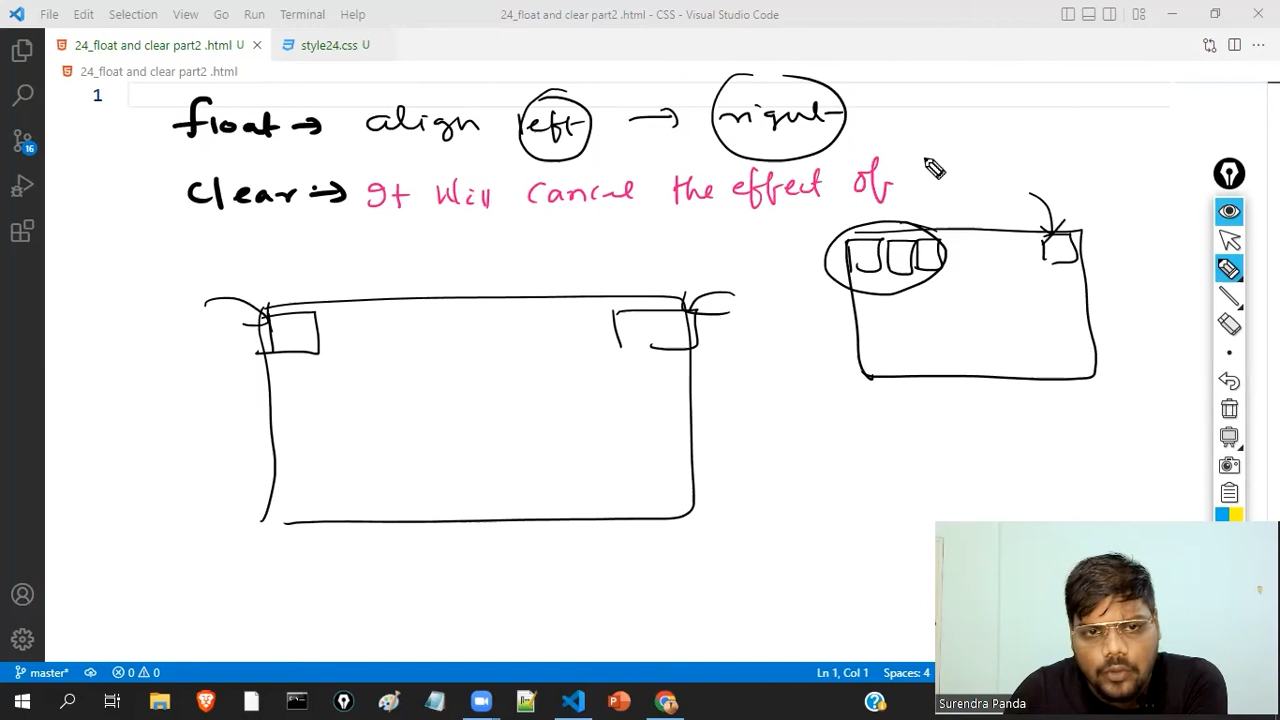 File Edit Selection View Go Run Terminal Help 24_float and clear part2 .html - CSS - Visual Studio Code
24_float and clear part2 .html U style24.css U
24_float and clear part2 .html
1
float → align left → right
clear → It will cancel the effect of
16
master* 0 0 Ln 1, Col 1 Spaces: 4
Surendra Panda